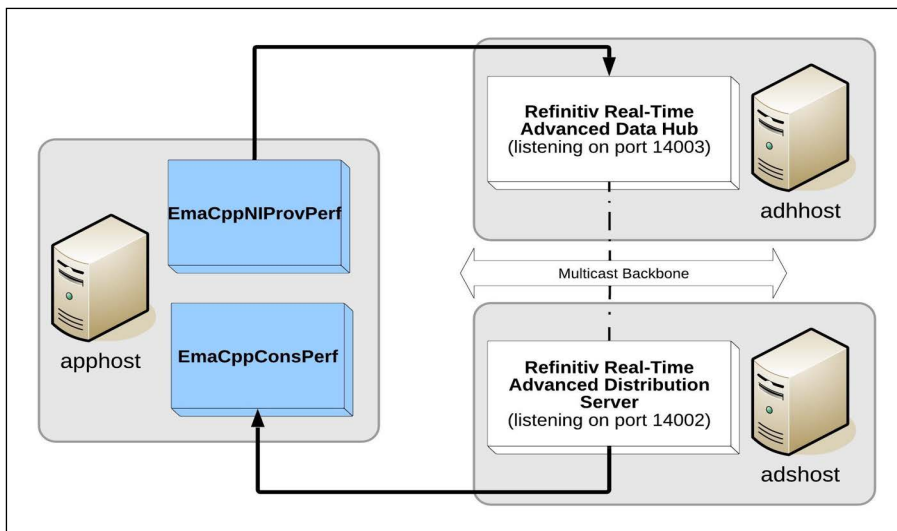 EmaCppNIProvPerf
EmaCppConsPerf
apphost
Refinitiv Real-Time
Advanced Data Hub
(listening on port 14003)
adhhost
Multicast Backbone
Refinitiv Real-Time
Advanced Distribution
Server
(listening on port 14002)
adshost